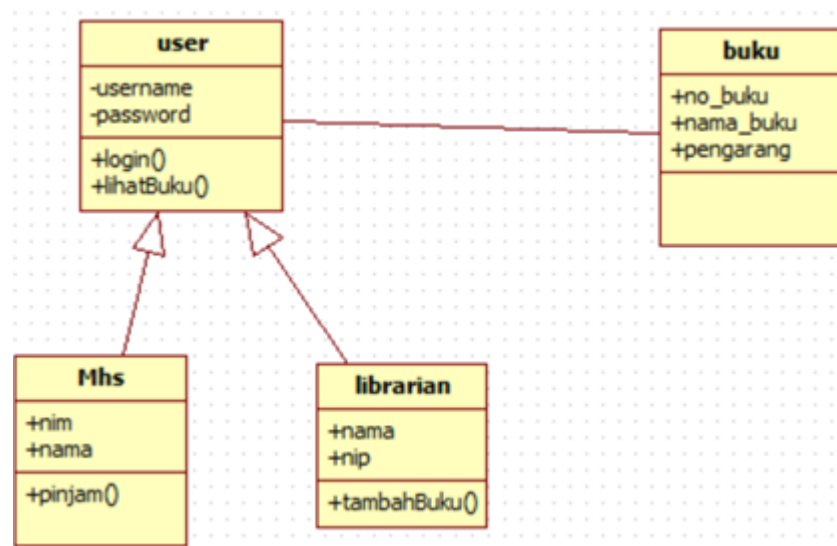 user
-username
-password
+login()
+lihatBuku()
buku
+no_buku
+nama_buku
+pengarang
Mhs
+nim
+nama
+pinjam()
librarian
+nama
+nip
+tambahBuku()